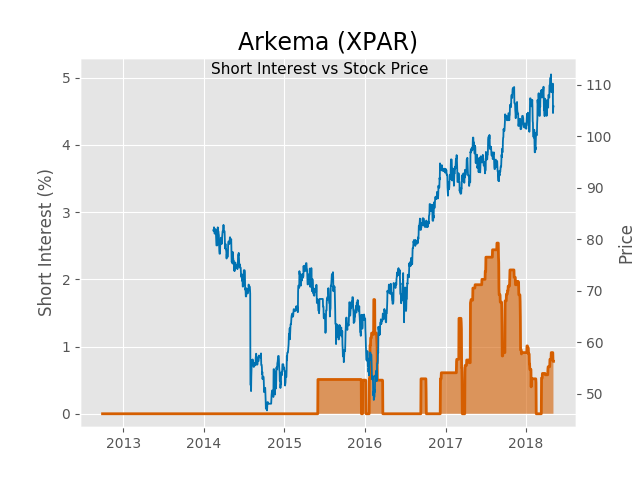 Arkema (XPAR)
Short Interest vs Stock Price
Short Interest (%)
5
4
3
2
1
0
110
100
90
80
70
60
50
Price
2013 2014 2015 2016 2017 2018